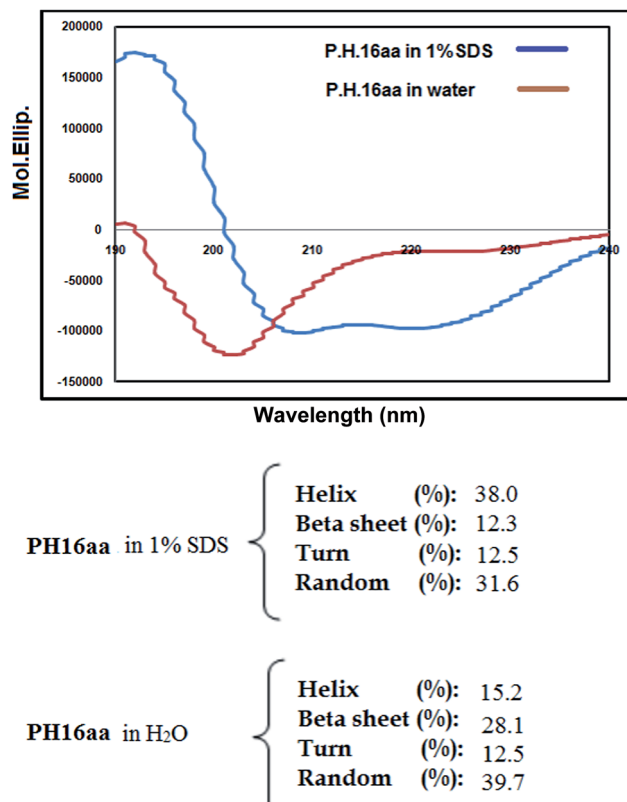 200000
P.H.16aa in 1%SDS
150000
P.H.16aa in water
100000
50000
Mol.Ellip.
0
190 200 210 220 230 240
-50000
-100000
-150000
Wavelength (nm)
PH16aa in 1% SDS
Helix (%): 38.0
Beta sheet (%): 12.3
Turn (%): 12.5
Random (%): 31.6
PH16aa in H2O
Helix (%): 15.2
Beta sheet (%): 28.1
Turn (%): 12.5
Random (%): 39.7